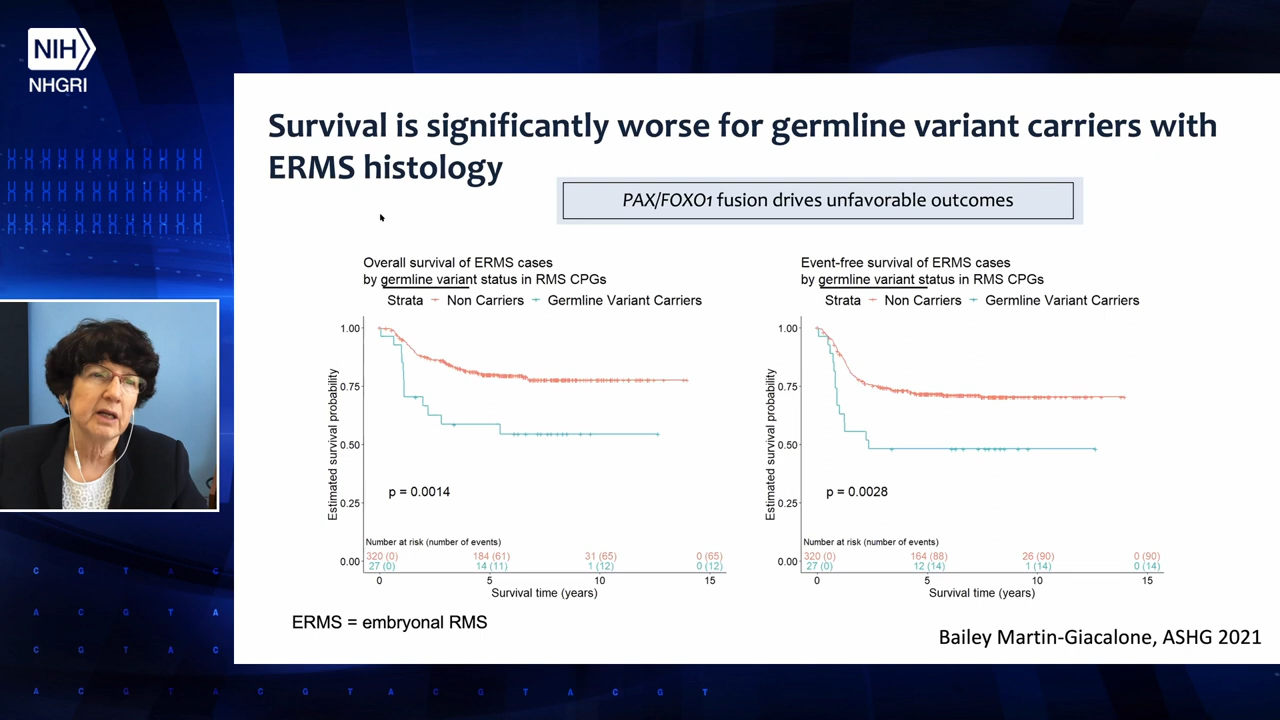 NIH
NHGRI
Survival is significantly worse for germline variant carriers with
ERMS histology
PAX/FOXO1 fusion drives unfavorable outcomes
Overall survival of ERMS cases
by germline variant status in RMS CPGs
Strata Non Carriers Germline Variant Carriers
1.00
0.75
0.50
0.25
0.00
Estimated survival probability
p = 0.0014
Number at risk (number of events)
320 (0) 184 (61) 31 (65) 0 (65)
27 (0) 14 (11) 1 (12) 0 (12)
0 5 10 15
Survival time (years)
Event-free survival of ERMS cases
by germline variant status in RMS CPGs
Strata Non Carriers Germline Variant Carriers
1.00
0.75
0.50
0.25
0.00
Estimated survival probability
p = 0.0028
Number at risk (number of events)
320 (0) 164 (88) 26 (90) 0 (90)
27 (0) 12 (14) 1 (14) 0 (14)
0 5 10 15
Survival time (years)
ERMS = embryonal RMS
Bailey Martin-Giacalone, ASHG 2021
C G T A C
A C G T A
C G T A C
A C G T A C G T A C G T A C G T